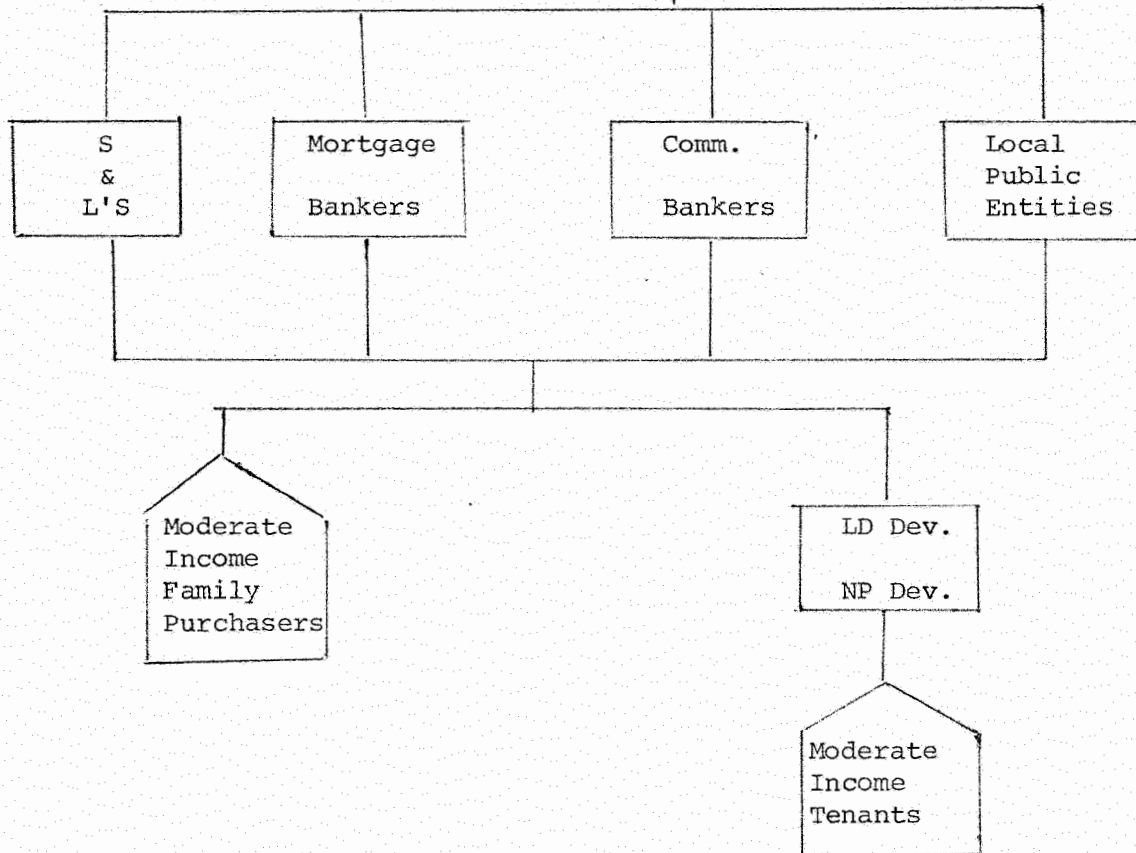 S
&
L'S
Mortgage
Bankers
Comm.
Bankers
Local
Public
Entities
Moderate
Income
Family
Purchasers
LD Dev.
NP Dev.
Moderate
Income
Tenants